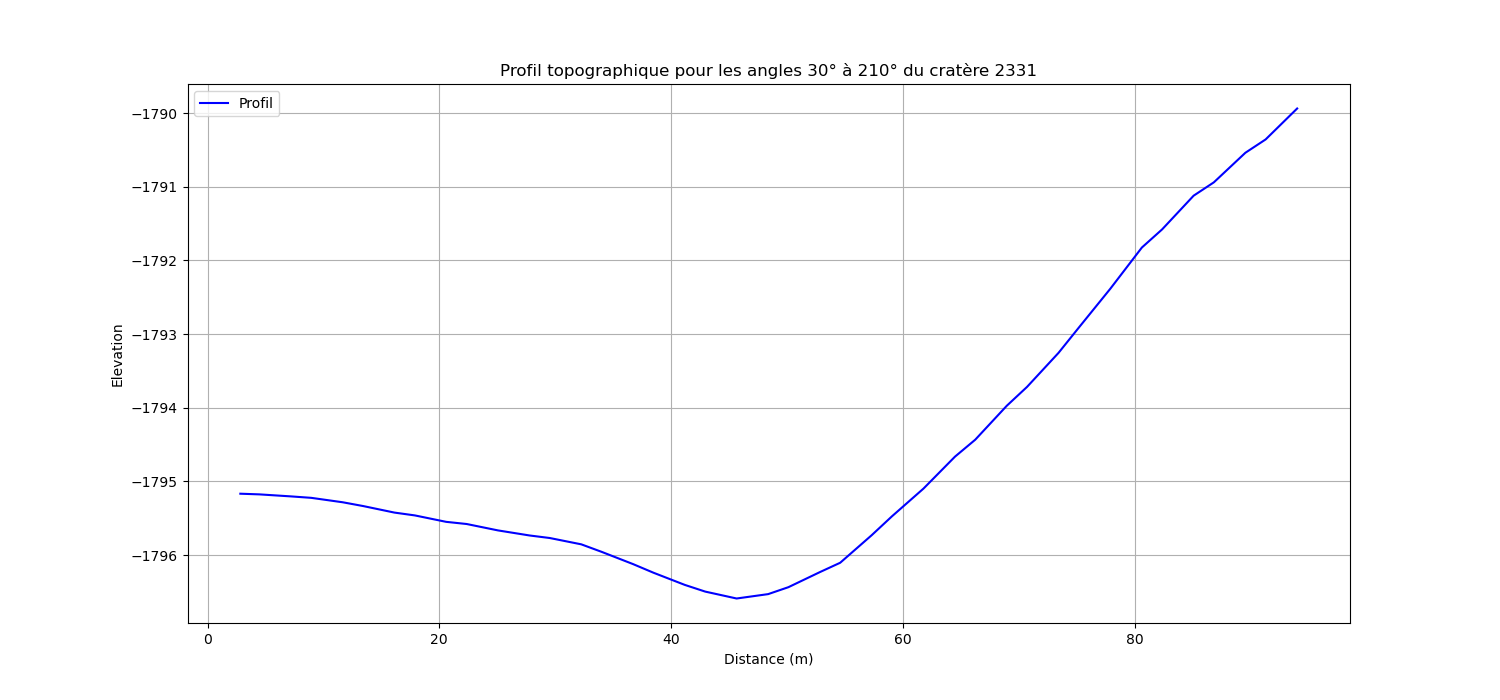 Profil topographique pour les angles 30° à 210° du cratère 2331
Profil
−1790
−1791
−1792
−1793
−1794
−1795
−1796
Elevation
0 20 40 60 80
Distance (m)